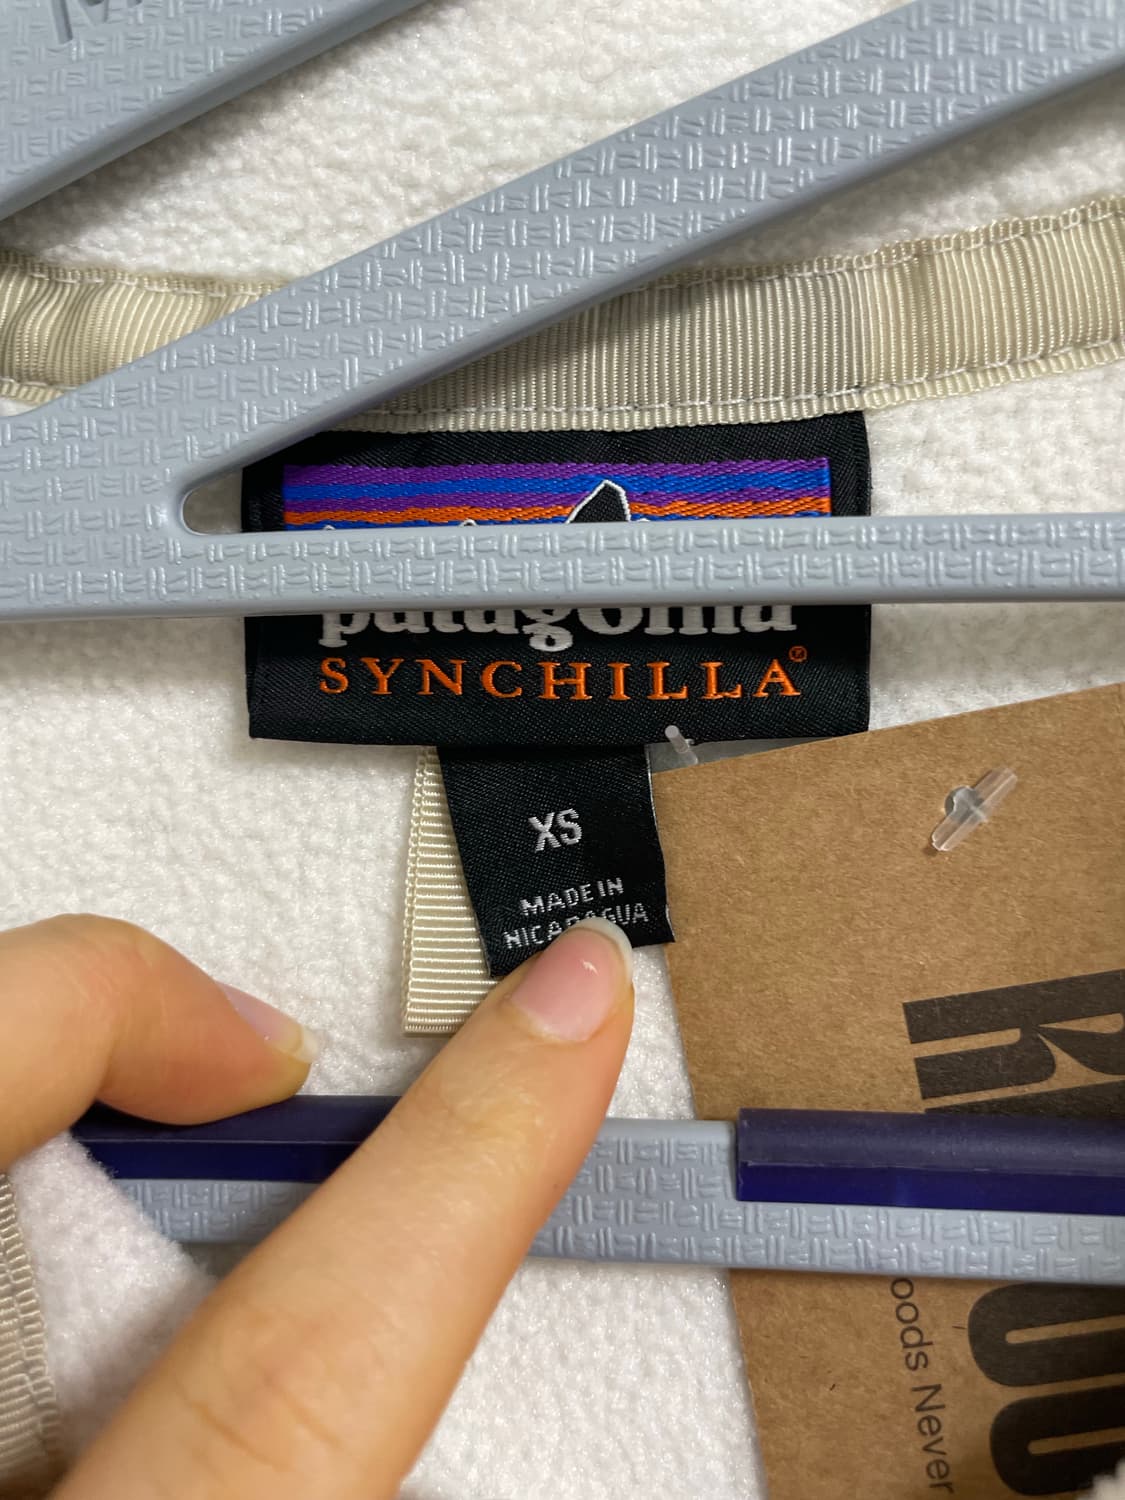 patagonia
SYNCHILLA®
XS
MADE IN
NICARAGUA
oods Never